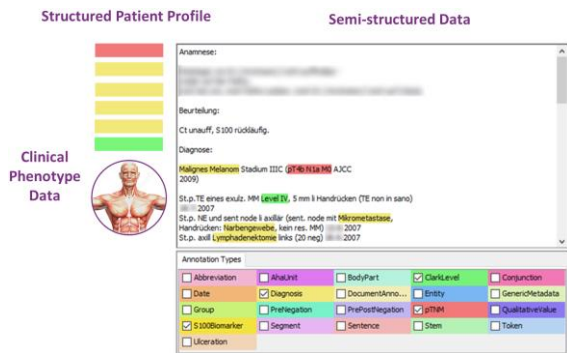 Structured Patient Profile
Semi-structured Data
Clinical
Phenotype
Data
Anamnese:
Beurteilung:
Ct unauff, S100 rückläufig.
Diagnose:
Malignes Melanom Stadium IIIC (pT4b N1a M0 AJCC
2009)
St.p.TE eines exulz. MM Level IV, 5 mm li Handrücken (TE non in sano)
2007
St.p. NE und sent node li axillär (sent. node mit Mikrometastase,
Handrücken: Narbengewebe, kein res. MM) 2007
St.p. axill Lymphadenektomie links (20 neg) 2007
Annotation Types
Abbreviation AhaUnit BodyPart ClarkLevel Conjunction
Date Diagnosis DocumentAnno... Entity GenericMetadata
Group PreNegation PrePostNegation pTNM QualitativeValue
S100Biomarker Segment Sentence Stem Token
Ulceration